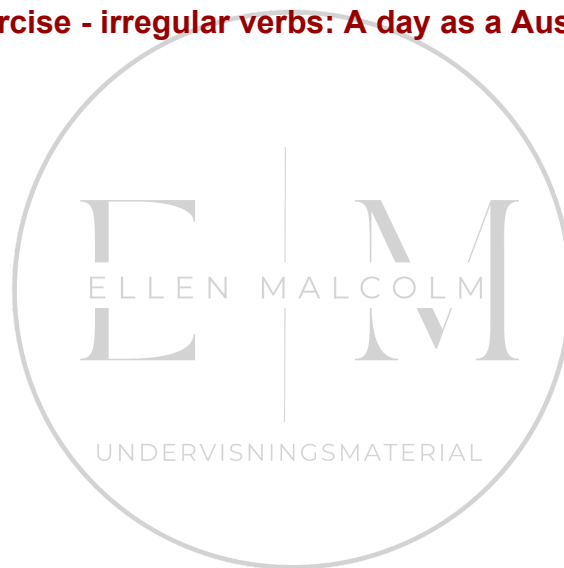 rcise - irregular verbs: A day as a Aus
E M
ELLEN MALCOLM
UNDERVISNINGSMATERIAL